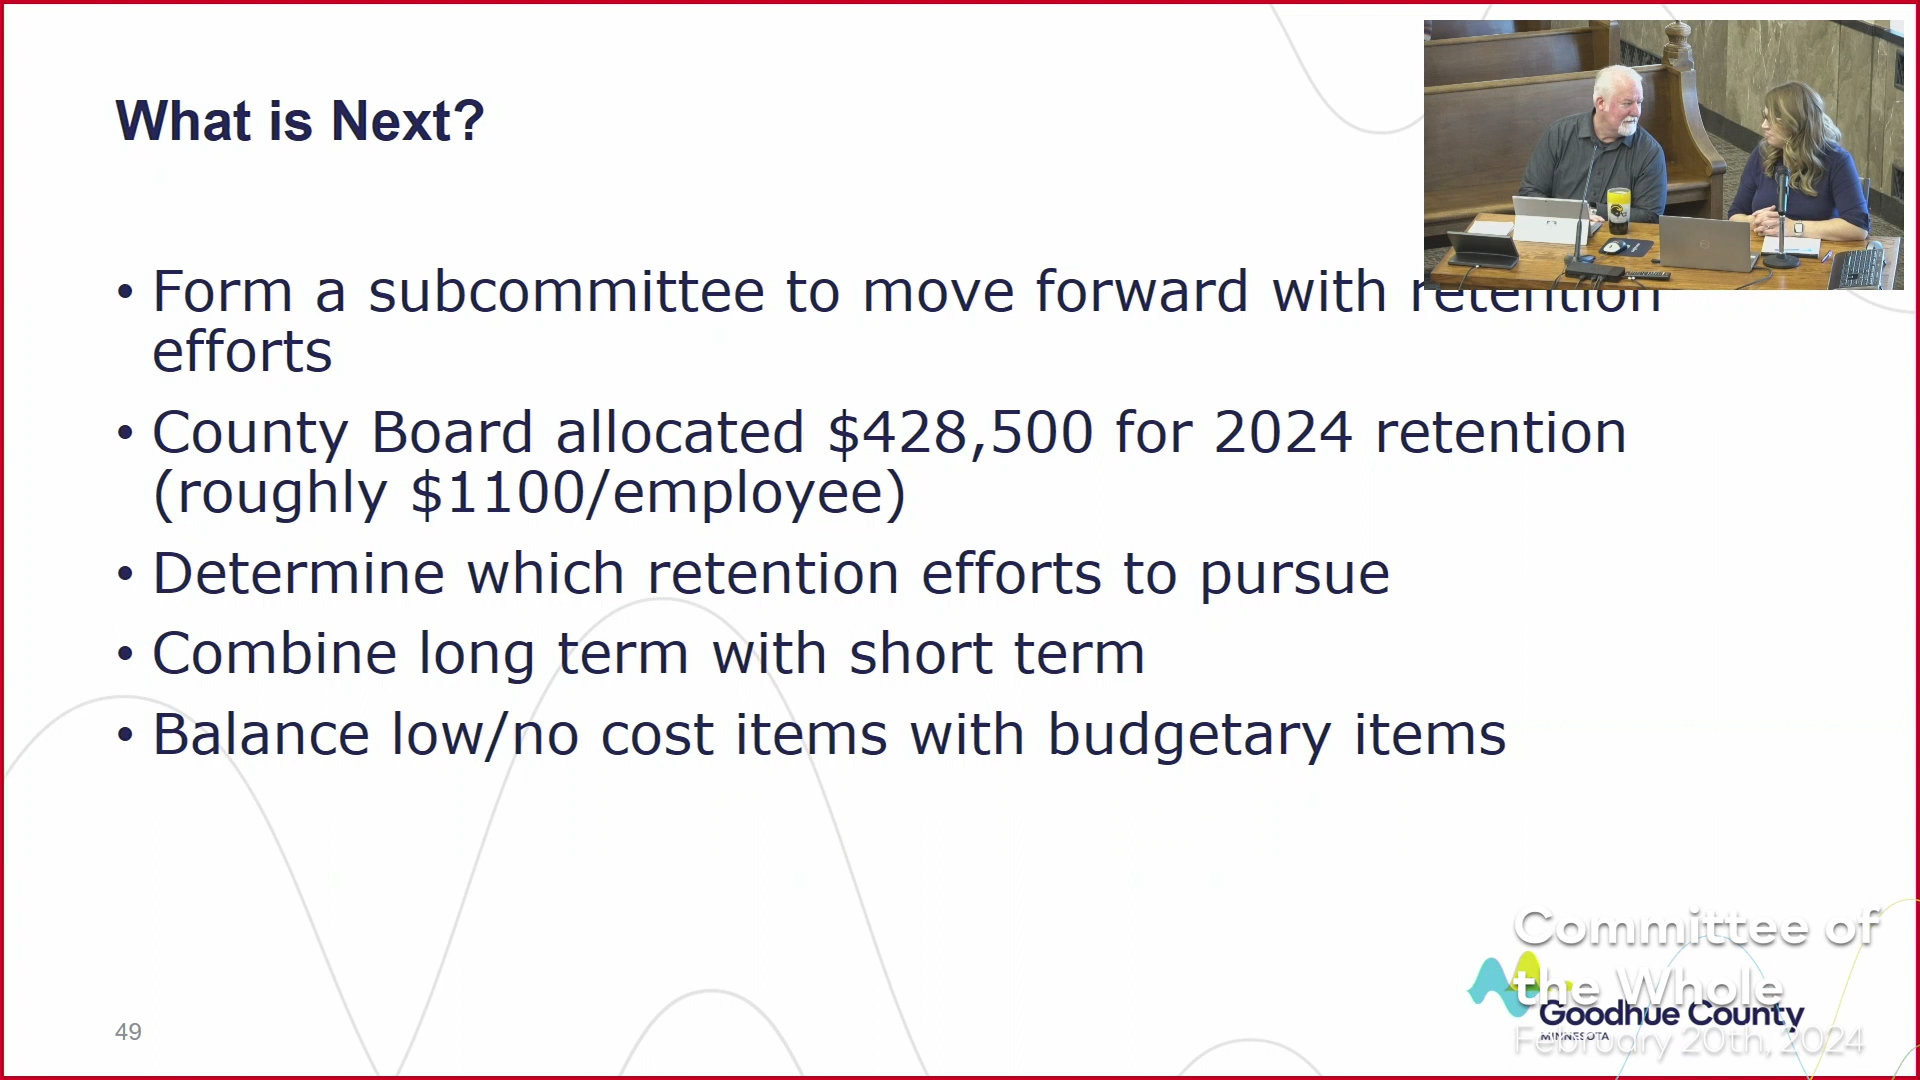 What is Next?
• Form a subcommittee to move forward with retention
efforts
• County Board allocated $428,500 for 2024 retention
(roughly $1100/employee)
• Determine which retention efforts to pursue
• Combine long term with short term
• Balance low/no cost items with budgetary items
49
Committee of
the Whole
Goodhue County
MINNESOTA
February 20th, 2024